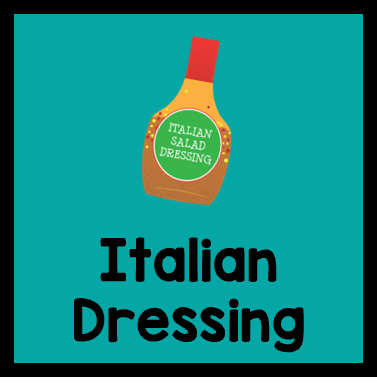 ITALIAN
SALAD
DRESSING
Italian
Dressing